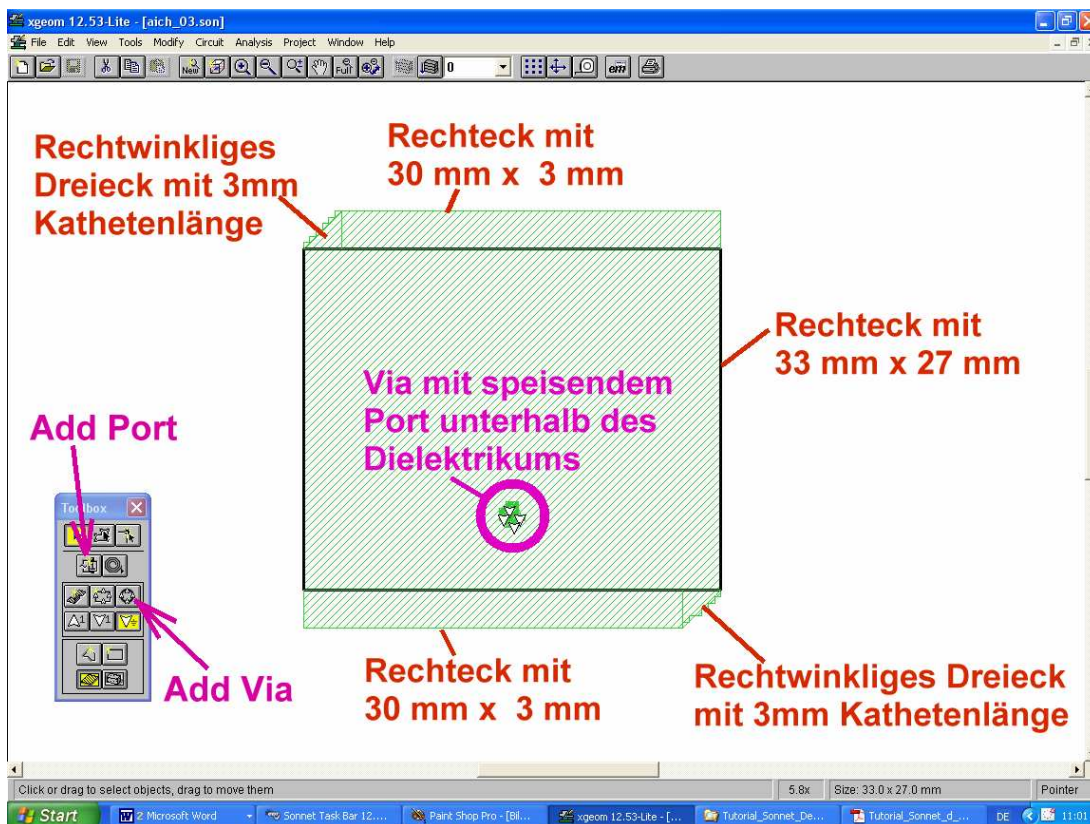 xgeom 12.53-Lite - [aich_03.son]
File Edit View Tools Modify Circuit Analysis Project Window Help
New Full 0 em
Rechtwinkliges
Dreieck mit 3mm
Kathetenlänge
Rechteck mit
30 mm x 3 mm
Rechteck mit
33 mm x 27 mm
Via mit speisendem
Port unterhalb des
Dielektrikums
Add Port
Toolbox
Add Via
Rechteck mit
30 mm x 3 mm
Rechtwinkliges Dreieck
mit 3mm Kathetenlänge
Click or drag to select objects, drag to move them 5.8x Size: 33.0 x 27.0 mm Pointer
Start 2 Microsoft Word Sonnet Task Bar 12.... Paint Shop Pro - [Bil... xgeom 12.53-Lite - [... Tutorial_Sonnet_De... Tutorial_Sonnet_d_... DE 11:01